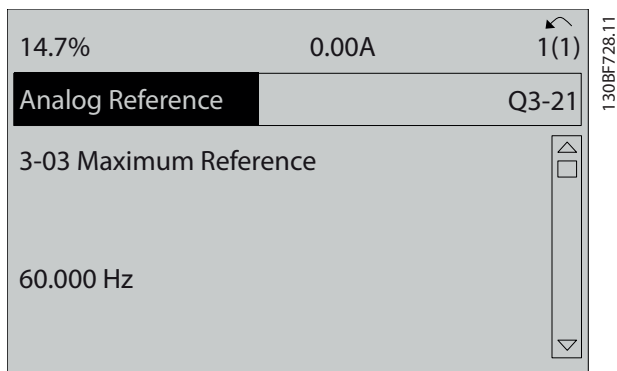 14.7% 0.00A 1(1)
Analog Reference Q3-21
3-03 Maximum Reference
60.000 Hz
130BF728.11